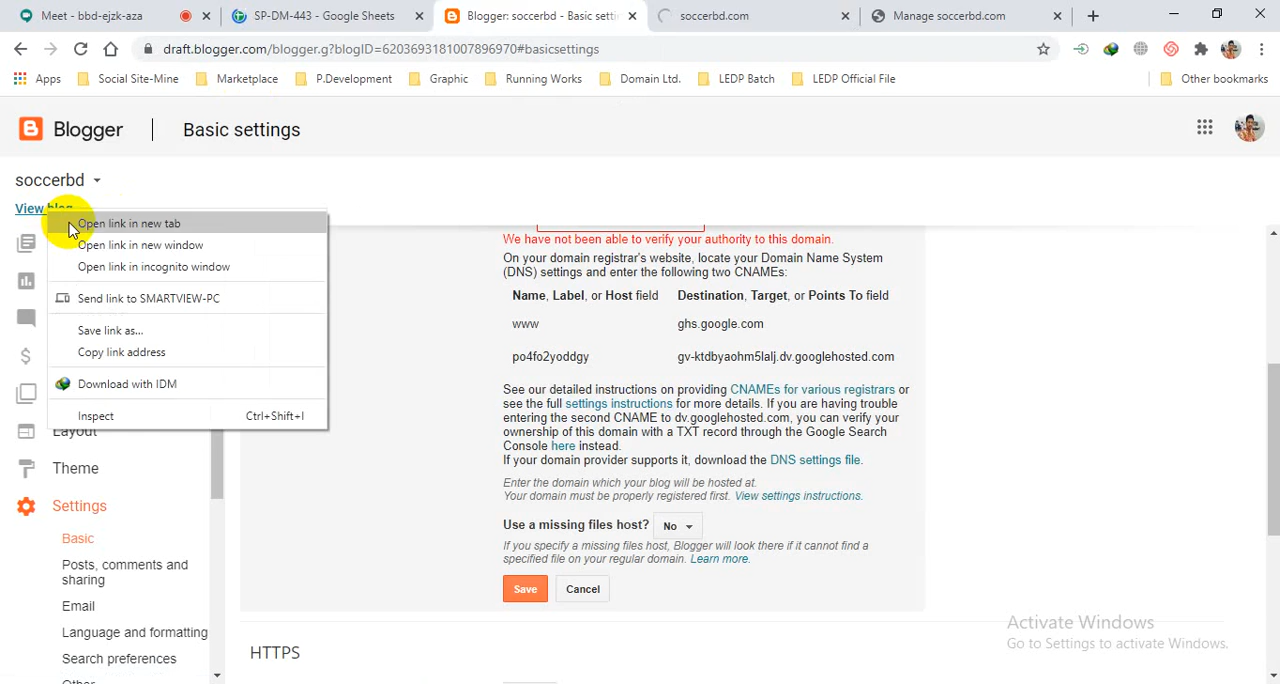 Meet - bbd-ejzk-aza
SP-DM-443 - Google Sheets
Blogger: soccerbd - Basic setti
soccerbd.com
Manage soccerbd.com
draft.blogger.com/blogger.g?blogID=6203693181007896970#basicsettings
Apps
Social Site-Mine
Marketplace
P.Development
Graphic
Running Works
Domain Ltd.
LEDP Batch
LEDP Official File
Other bookmarks
Blogger
Basic settings
soccerbd
View blog
Open link in new tab
Open link in new window
Open link in incognito window
Send link to SMARTVIEW-PC
Save link as...
Copy link address
Download with IDM
Inspect Ctrl+Shift+I
Layout
Theme
Settings
Basic
Posts, comments and
sharing
Email
Language and formatting
Search preferences
Other
We have not been able to verify your authority to this domain.
On your domain registrar's website, locate your Domain Name System
(DNS) settings and enter the following two CNAMEs:
Name, Label, or Host field Destination, Target, or Points To field
www ghs.google.com
po4fo2yoddgy gv-ktdbyaohm5lalj.dv.googlehosted.com
See our detailed instructions on providing CNAMEs for various registrars or
see the full settings instructions for more details. If you are having trouble
entering the second CNAME to dv.googlehosted.com, you can verify your
ownership of this domain with a TXT record through the Google Search
Console here instead.
If your domain provider supports it, download the DNS settings file.
Enter the domain which your blog will be hosted at.
Your domain must be properly registered first. View settings instructions.
Use a missing files host? No
If you specify a missing files host, Blogger will look there if it cannot find a
specified file on your regular domain. Learn more.
Save Cancel
HTTPS
Activate Windows
Go to Settings to activate Windows.